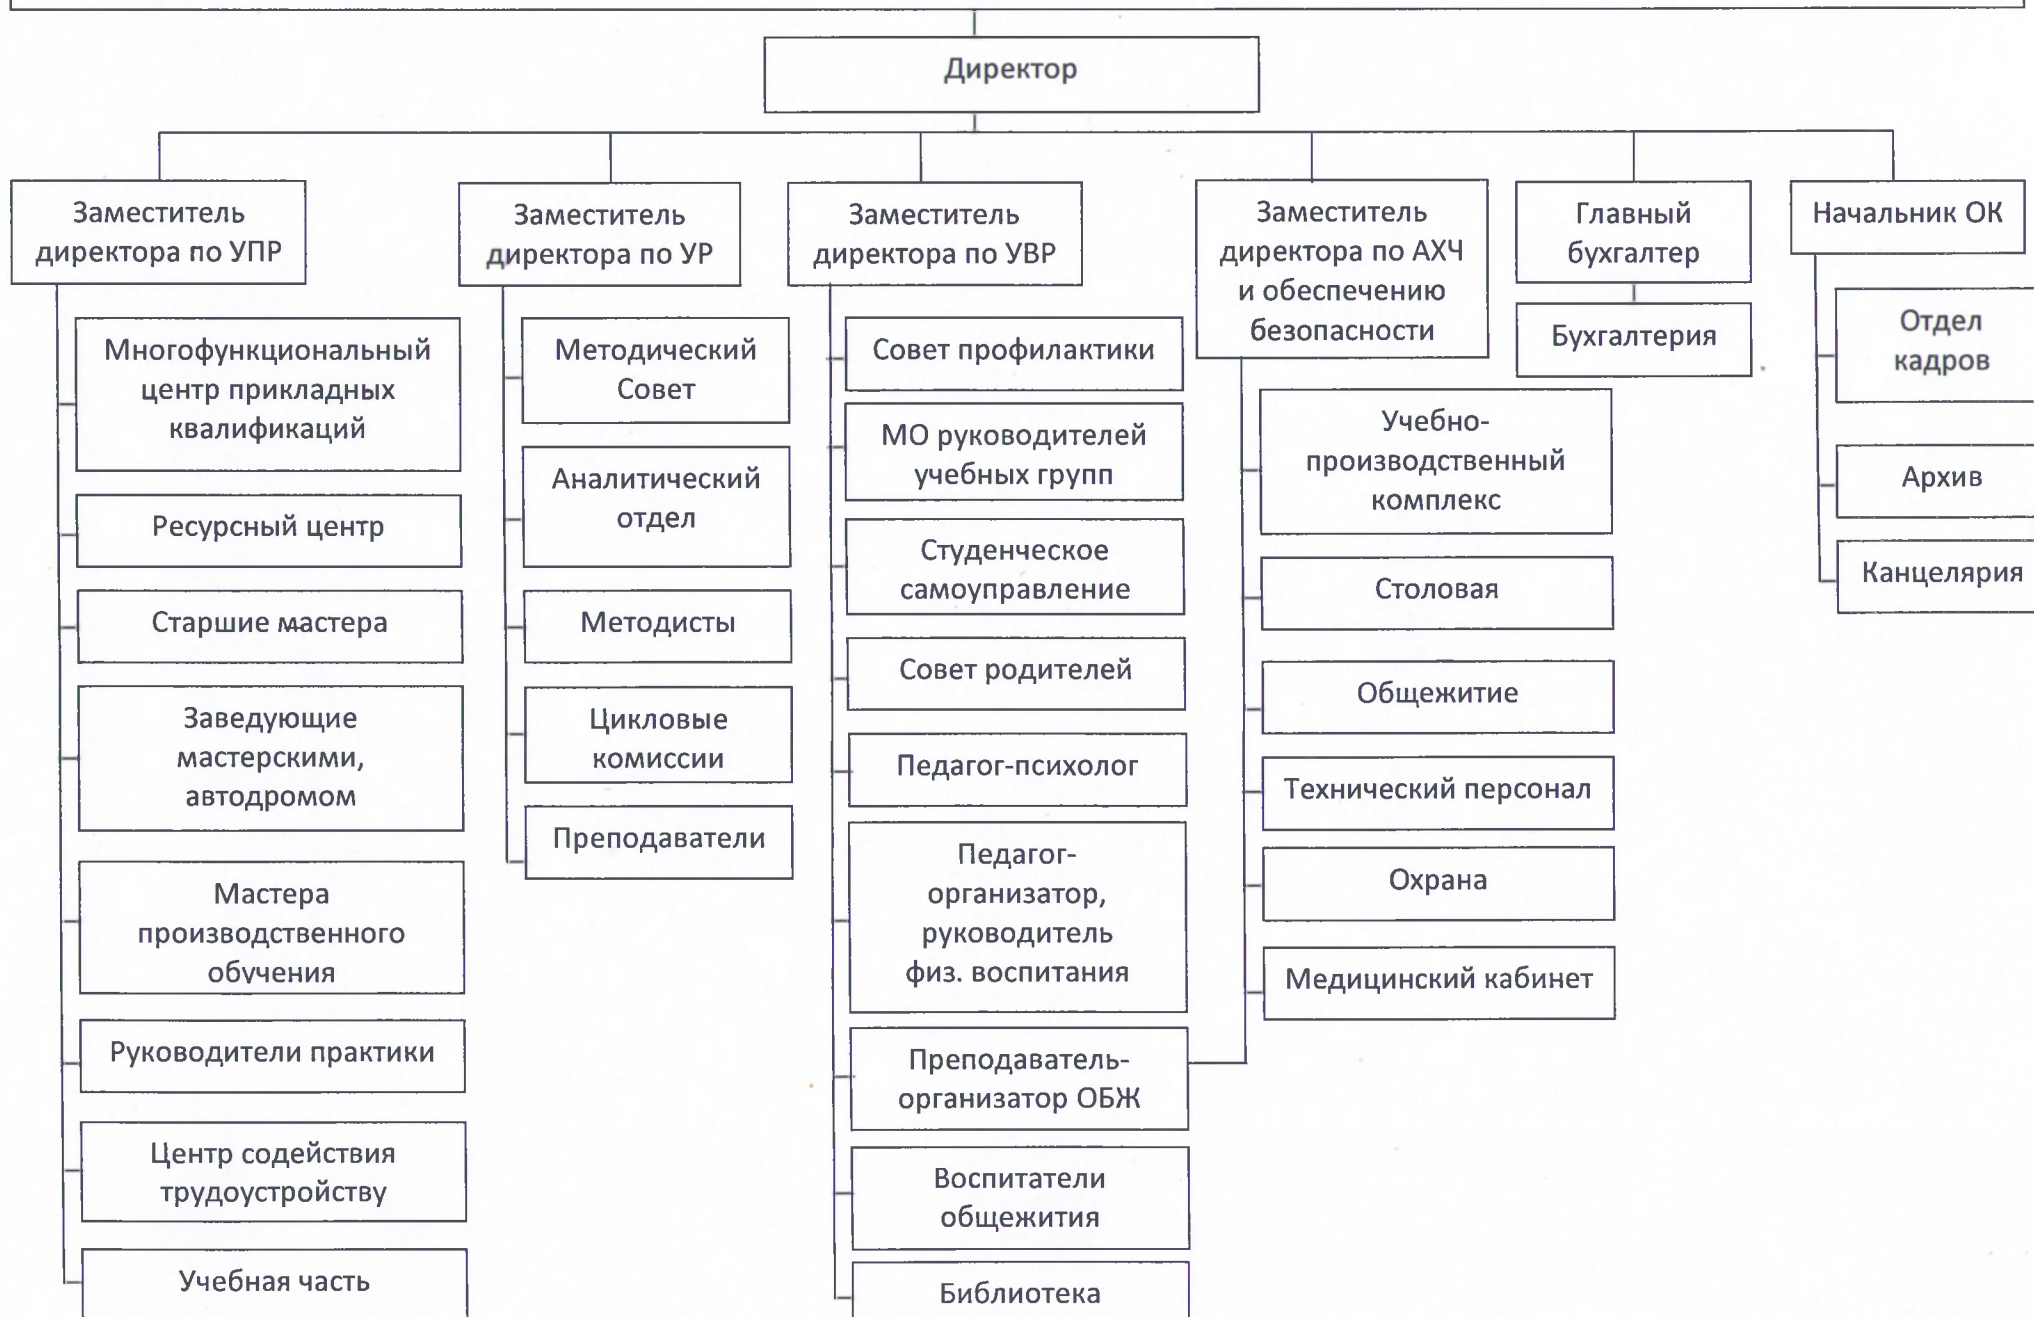 Директор
Заместитель
директора по УПР
Многофункциональный
центр прикладных
квалификаций
Ресурсный центр
Старшие мастера
Заведующие
мастерскими,
автодромом
Мастера
производственного
обучения
Руководители практики
Центр содействия
трудоустройству
Учебная часть
Заместитель
директора по УР
Методический
Совет
Аналитический
отдел
Методисты
Цикловые
комиссии
Преподаватели
Заместитель
директора по УВР
Совет профилактики
МО руководителей
учебных групп
Студенческое
самоуправление
Совет родителей
Педагог-психолог
Педагог-
организатор,
руководитель
физ. воспитания
Преподаватель-
организатор ОБЖ
Воспитатели
общежития
Библиотека
Заместитель
директора по АХЧ
и обеспечению
безопасности
Учебно-
производственный
комплекс
Столовая
Общежитие
Технический персонал
Охрана
Медицинский кабинет
Главный
бухгалтер
Бухгалтерия
Начальник ОК
Отдел
кадров
Архив
Канцелярия